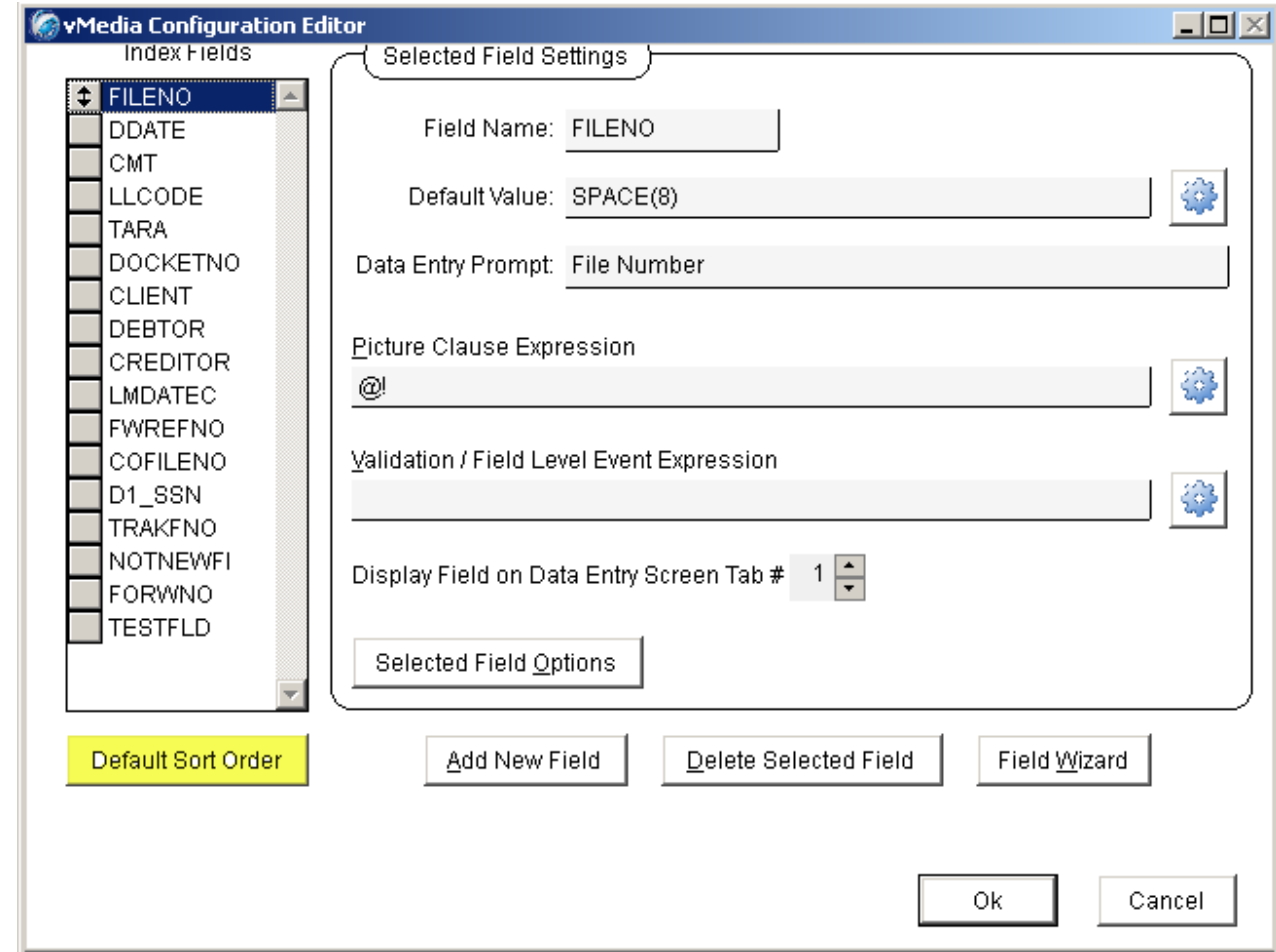 vMedia Configuration Editor
Index Fields
FILENO
DDATE
CMT
LLCODE
TARA
DOCKETNO
CLIENT
DEBTOR
CREDITOR
LMDATEC
FWREFNO
COFILENO
D1_SSN
TRAKFNO
NOTNEWFI
FORWNO
TESTFLD
Default Sort Order
Selected Field Settings
Field Name: FILENO
Default Value: SPACE(8)
Data Entry Prompt: File Number
Picture Clause Expression
@!
Validation / Field Level Event Expression
Display Field on Data Entry Screen Tab # 1
Selected Field Options
Add New Field Delete Selected Field Field Wizard
Ok Cancel